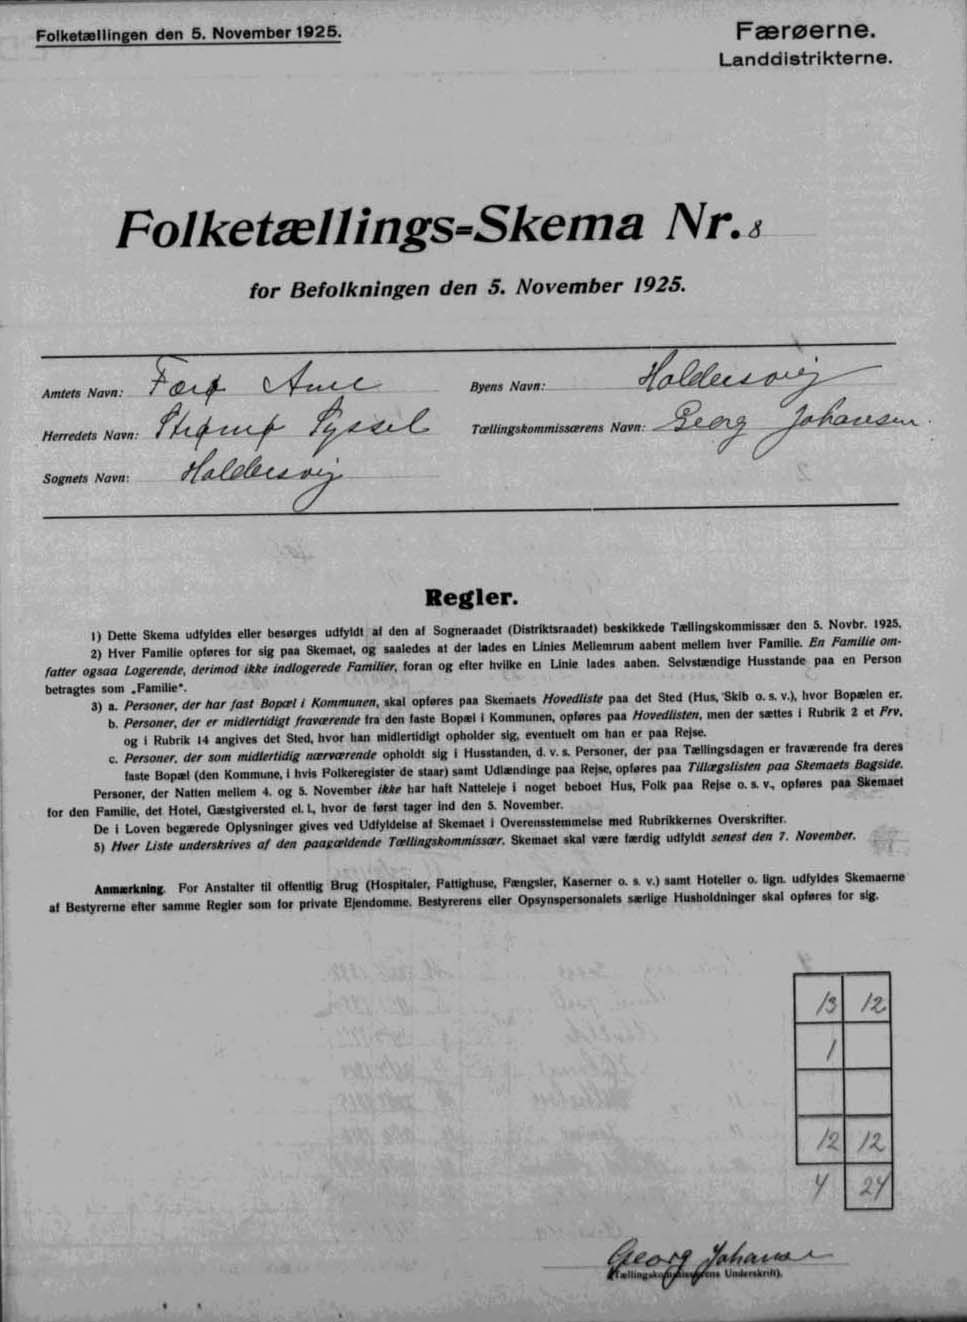 Folketællingen den 5. November 1925.
Færøerne.
Landdistrikterne.
Folketællings=Skema Nr. 8
for Befolkningen den 5. November 1925.
Amtets Navn: Færø Amt
Byens Navn: Haldersvig
Herredets Navn: Strømø Syssel
Tællingskommissærens Navn: Georg Johansen.
Sognets Navn: Haldersvig
Regler.
1) Dette Skema udfyldes eller besørges udfyldt af den af Sogneraadet (Distriktsraadet) beskikkede Tællingskommissær den 5. Novbr. 1925.
2) Hver Familie opføres for sig paa Skemaet, og saaledes at der lades en Linies Mellemrum aabent mellem hver Familie. En Familie om-
fatter ogsaa Logerende, derimod ikke indlogerede Familier, foran og efter hvilke en Linie lades aaben. Selvstændige Husstande paa en Person
betragtes som „Familie“.
3) a. Personer, der har fast Bopæl i Kommunen, skal opføres paa Skemaets Hovedliste paa det Sted (Hus, Skib o. s. v.), hvor Bopælen er.
b. Personer, der er midlertidigt fraværende fra den faste Bopæl i Kommunen, opføres paa Hovedlisten, men der sættes i Rubrik 2 et Frv.
og i Rubrik 14 angives det Sted, hvor han midlertidigt opholder sig, eventuelt om han er paa Rejse.
c. Personer, der som midlertidig nærværende opholdt sig i Husstanden, d. v. s. Personer, der paa Tællingsdagen er fraværende fra deres
faste Bopæl (den Kommune, i hvis Folkeregister de staar) samt Udlændinge paa Rejse, opføres paa Tillægslisten paa Skemaets Bagside.
Personer, der Natten mellem 4. og 5. November ikke har haft Natteleje i noget beboet Hus, Folk paa Rejse o. s. v., opføres paa Skemaet
for den Familie, det Hotel, Gæstgiversted el. l., hvor de først tager ind den 5. November.
De i Loven begærede Oplysninger gives ved Udfyldelse af Skemaet i Overensstemmelse med Rubrikkernes Overskrifter.
5) Hver Liste underskrives af den paagældende Tællingskommissær. Skemaet skal være færdig udfyldt senest den 7. November.
Anmærkning. For Anstalter til offentlig Brug (Hospitaler, Fattighuse, Fængsler, Kaserner o. s. v.) samt Hoteller o. lign. udfyldes Skemaerne
af Bestyrerne efter samme Regler som for private Ejendomme. Bestyrerens eller Opsynspersonalets særlige Husholdninger skal opføres for sig.
13 12
1
12 12
4 24
Georg Johansen
(Tællingskommissærens Underskrift).